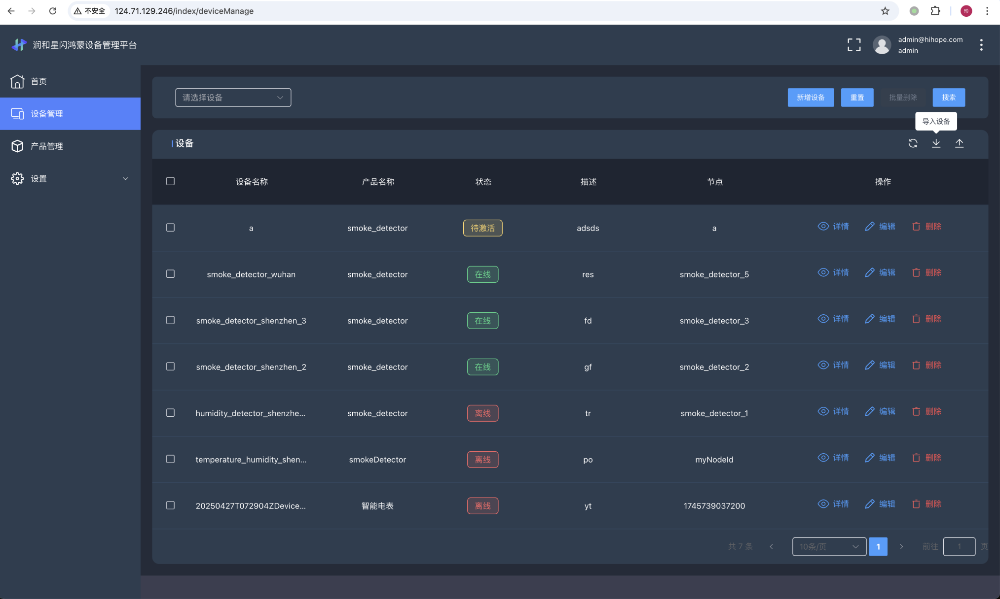 不安全 124.71.129.246/index/deviceManage
珍
润和星闪鸿蒙设备管理平台
admin@hihope.com
admin
首页
设备管理
产品管理
设置
请选择设备
新增设备 重置 批量删除 搜索
导入设备
设备
设备名称 产品名称 状态 描述 节点 操作
a smoke_detector 待激活 adsds a 详情 编辑 删除
smoke_detector_wuhan smoke_detector 在线 res smoke_detector_5 详情 编辑 删除
smoke_detector_shenzhen_3 smoke_detector 在线 fd smoke_detector_3 详情 编辑 删除
smoke_detector_shenzhen_2 smoke_detector 在线 gf smoke_detector_2 详情 编辑 删除
humidity_detector_shenzhe... smoke_detector 离线 tr smoke_detector_1 详情 编辑 删除
temperature_humidity_shen... smokeDetector 离线 po myNodeId 详情 编辑 删除
20250427T072904ZDevice... 智能电表 离线 yt 1745739037200 详情 编辑 删除
共 7 条 10条/页 1 前往 1 页